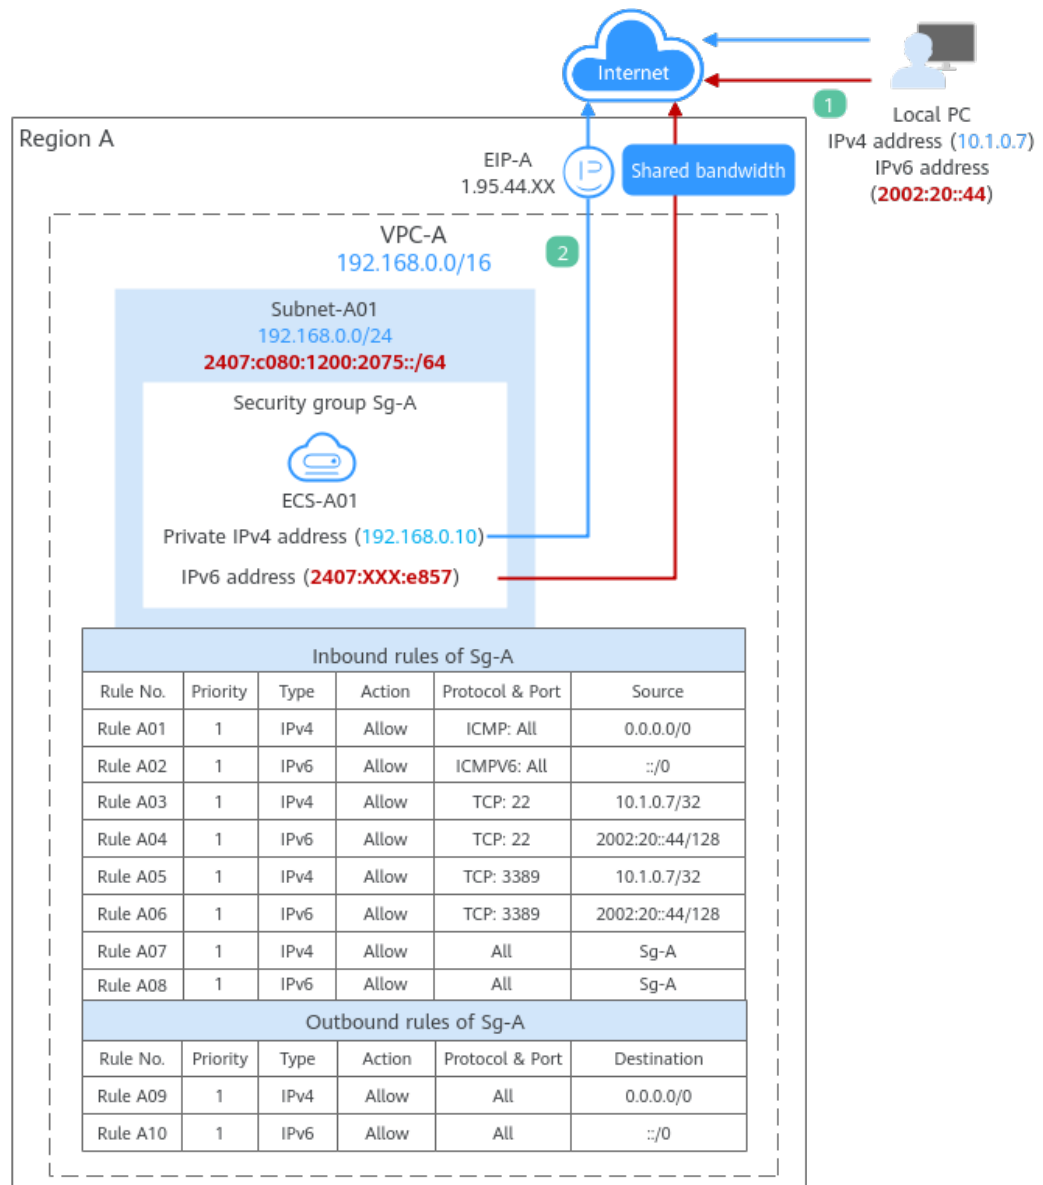 Internet
1
Local PC
IPv4 address (10.1.0.7)
IPv6 address
(2002:20::44)
Region A
EIP-A
1.95.44.XX
IP
Shared bandwidth
VPC-A
192.168.0.0/16
2
Subnet-A01
192.168.0.0/24
2407:c080:1200:2075::/64
Security group Sg-A
ECS-A01
Private IPv4 address (192.168.0.10)
IPv6 address (2407:XXX:e857)
Inbound rules of Sg-A
Rule No. Priority Type Action Protocol & Port Source
Rule A01 1 IPv4 Allow ICMP: All 0.0.0.0/0
Rule A02 1 IPv6 Allow ICMPV6: All ::/0
Rule A03 1 IPv4 Allow TCP: 22 10.1.0.7/32
Rule A04 1 IPv6 Allow TCP: 22 2002:20::44/128
Rule A05 1 IPv4 Allow TCP: 3389 10.1.0.7/32
Rule A06 1 IPv6 Allow TCP: 3389 2002:20::44/128
Rule A07 1 IPv4 Allow All Sg-A
Rule A08 1 IPv6 Allow All Sg-A
Outbound rules of Sg-A
Rule No. Priority Type Action Protocol & Port Destination
Rule A09 1 IPv4 Allow All 0.0.0.0/0
Rule A10 1 IPv6 Allow All ::/0